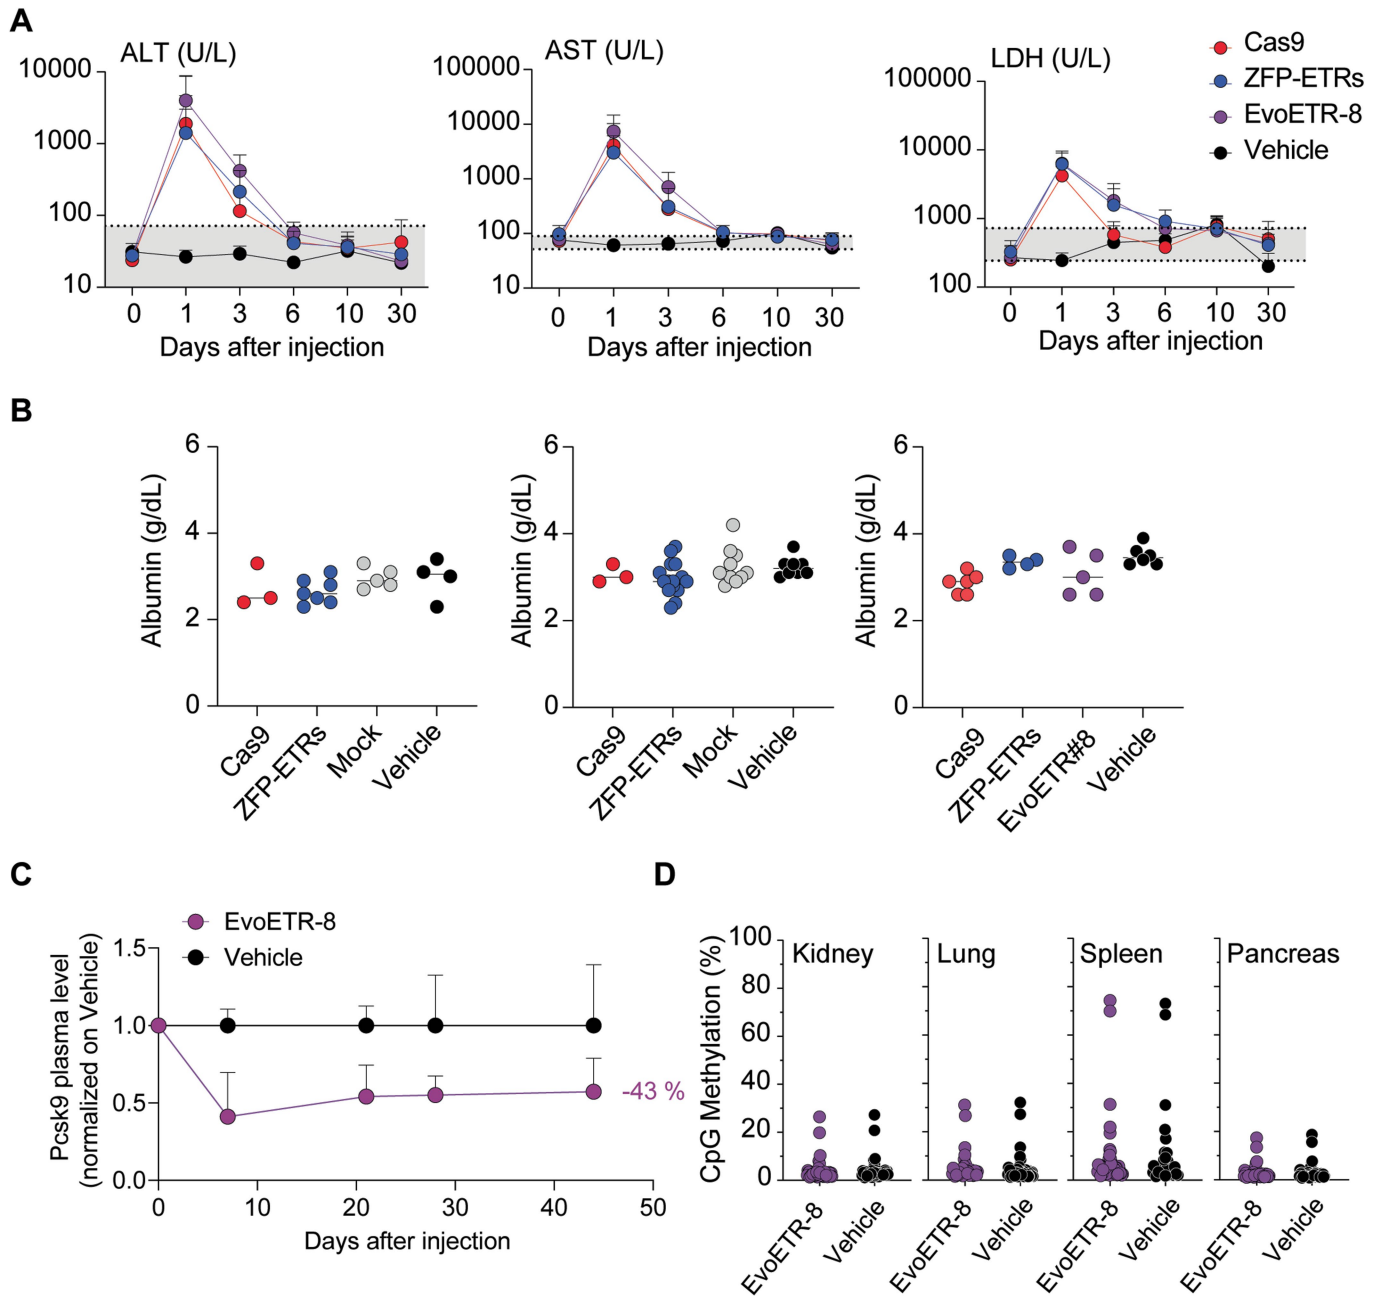 A
ALT (U/L)
10000
1000
100
10
0 1 3 6 10 30
Days after injection
AST (U/L)
100000
10000
1000
100
10
0 1 3 6 10 30
Days after injection
LDH (U/L)
100000
10000
1000
100
0 1 3 6 10 30
Days after injection
Cas9
ZFP-ETRs
EvoETR-8
Vehicle
B
Albumin (g/dL)
6
4
2
0
Cas9
ZFP-ETRs
Mock
Vehicle
Albumin (g/dL)
6
4
2
0
Cas9
ZFP-ETRs
Mock
Vehicle
Albumin (g/dL)
6
4
2
0
Cas9
ZFP-ETRs
EvoETR#8
Vehicle
C
EvoETR-8
Vehicle
Pcsk9 plasma level
(normalized on Vehicle)
1.5
1.0
0.5
0.0
-43 %
0 10 20 30 40 50
Days after injection
D
CpG Methylation (%)
100
80
60
40
20
0
Kidney
EvoETR-8
Vehicle
Lung
EvoETR-8
Vehicle
Spleen
EvoETR-8
Vehicle
Pancreas
EvoETR-8
Vehicle